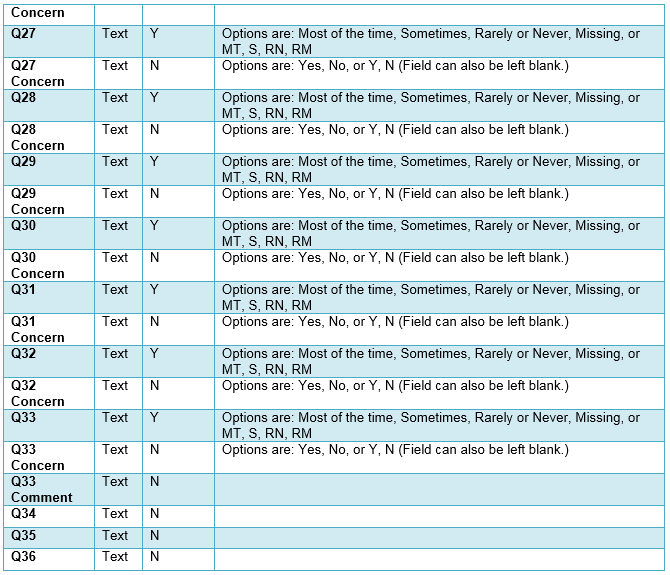 Concern
Q27 Text Y Options are: Most of the time, Sometimes, Rarely or Never, Missing, or
MT, S, RN, RM
Q27 Text N Options are: Yes, No, or Y, N (Field can also be left blank.)
Concern
Q28 Text Y Options are: Most of the time, Sometimes, Rarely or Never, Missing, or
MT, S, RN, RM
Q28 Text N Options are: Yes, No, or Y, N (Field can also be left blank.)
Concern
Q29 Text Y Options are: Most of the time, Sometimes, Rarely or Never, Missing, or
MT, S, RN, RM
Q29 Text N Options are: Yes, No, or Y, N (Field can also be left blank.)
Concern
Q30 Text Y Options are: Most of the time, Sometimes, Rarely or Never, Missing, or
MT, S, RN, RM
Q30 Text N Options are: Yes, No, or Y, N (Field can also be left blank.)
Concern
Q31 Text Y Options are: Most of the time, Sometimes, Rarely or Never, Missing, or
MT, S, RN, RM
Q31 Text N Options are: Yes, No, or Y, N (Field can also be left blank.)
Concern
Q32 Text Y Options are: Most of the time, Sometimes, Rarely or Never, Missing, or
MT, S, RN, RM
Q32 Text N Options are: Yes, No, or Y, N (Field can also be left blank.)
Concern
Q33 Text Y Options are: Most of the time, Sometimes, Rarely or Never, Missing, or
MT, S, RN, RM
Q33 Text N Options are: Yes, No, or Y, N (Field can also be left blank.)
Concern
Q33 Text N
Comment
Q34 Text N
Q35 Text N
Q36 Text N